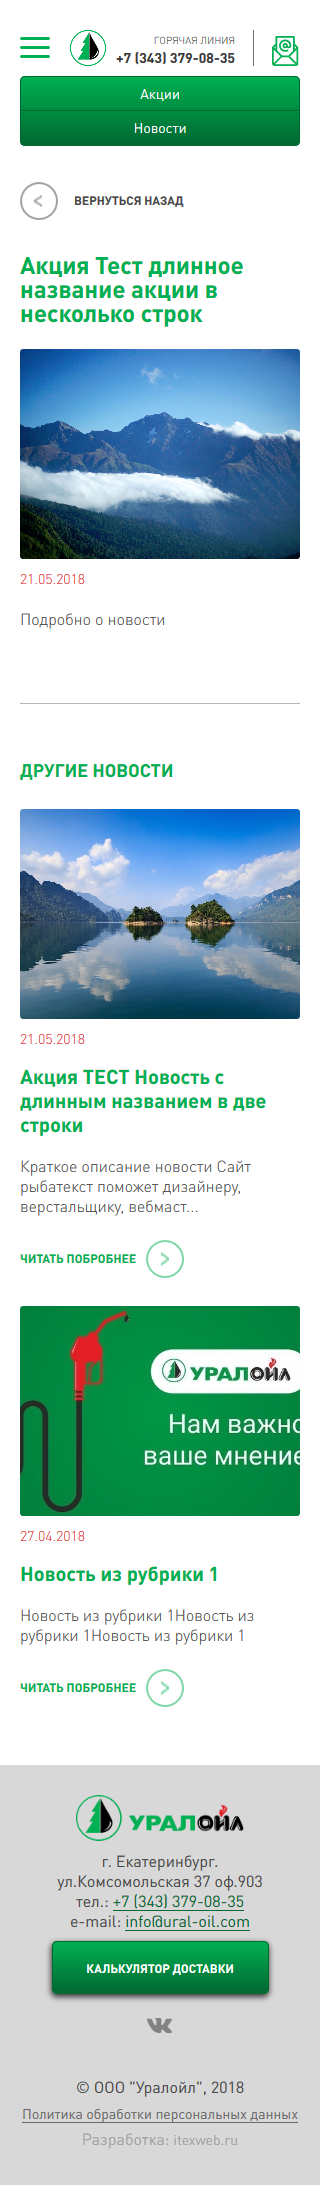 ГОРЯЧАЯ ЛИНИЯ
+7 (343) 379-08-35
Акции
Новости
ВЕРНУТЬСЯ НАЗАД
Акция Тест длинное
название акции в
несколько строк
21.05.2018
Подробно о новости
ДРУГИЕ НОВОСТИ
21.05.2018
Акция ТЕСТ Новость с
длинным названием в две
строки
Краткое описание новости Сайт
рыбатекст поможет дизайнеру,
верстальщику, вебмаст...
ЧИТАТЬ ПОБРОБНЕЕ
УРАЛОЙЛ
Нам важно
ваше мнение
27.04.2018
Новость из рубрики 1
Новость из рубрики 1Новость из
рубрики 1Новость из рубрики 1
ЧИТАТЬ ПОБРОБНЕЕ
УРАЛОЙЛ
г. Екатеринбург.
ул.Комсомольская 37 оф.903
тел.: +7 (343) 379-08-35
e-mail: info@ural-oil.com
КАЛЬКУЛЯТОР ДОСТАВКИ
© ООО "Уралойл", 2018
Политика обработки персональных данных
Разработка: itexweb.ru